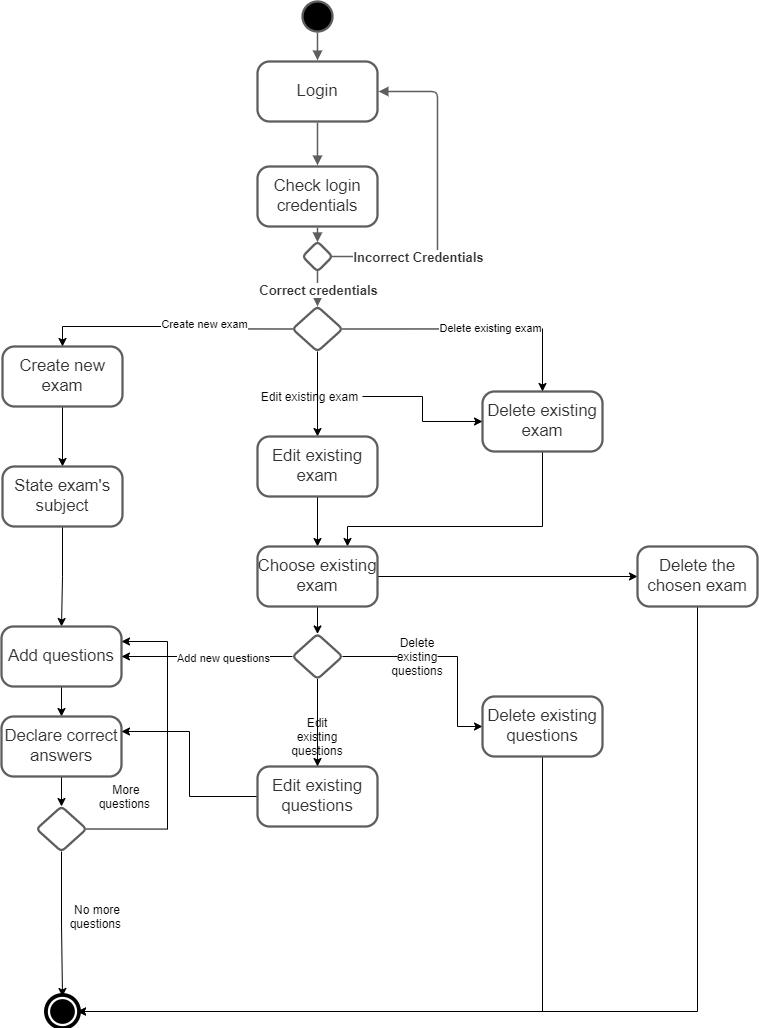 Login
Check login
credentials
Incorrect Credentials
Correct credentials
Create new exam
Delete existing exam
Create new
exam
Edit existing exam
Delete existing
exam
Edit existing
exam
State exam's
subject
Choose existing
exam
Delete the
chosen exam
Add questions
Add new questions
Delete
existing
questions
Declare correct
answers
Edit
existing
questions
Delete existing
questions
More
questions
Edit existing
questions
No more
questions